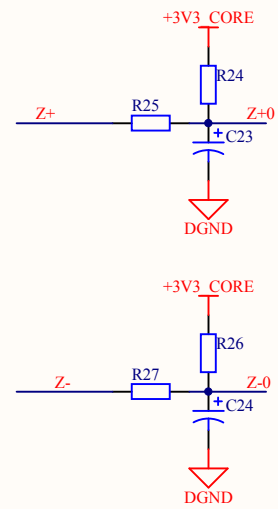 +3V3_CORE
R24
Z+
R25
Z+0
+
C23
DGND
+3V3_CORE
R26
Z-
R27
Z-0
+
C24
DGND